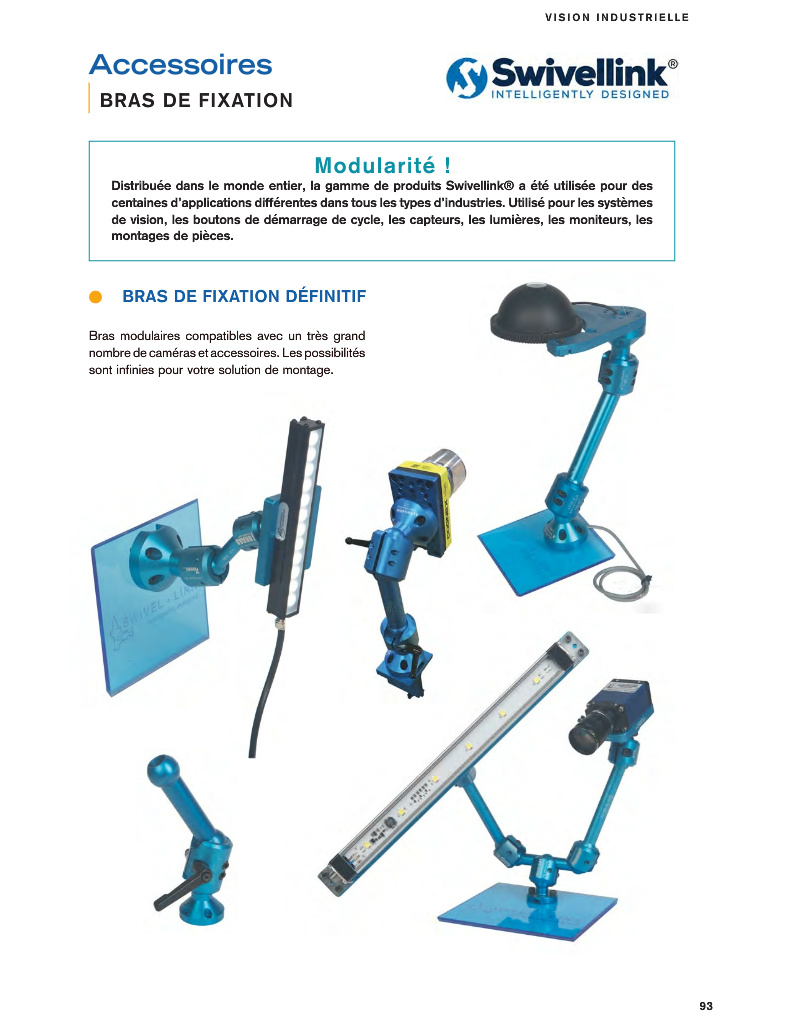 VISION INDUSTRIELLE
Accessoires
BRAS DE FIXATION
Swivellink®
INTELLIGENTLY DESIGNED
Modularité !
Distribuée dans le monde entier, la gamme de produits Swivellink® a été utilisée pour des
centaines d'applications différentes dans tous les types d'industries. Utilisé pour les systèmes
de vision, les boutons de démarrage de cycle, les capteurs, les lumières, les moniteurs, les
montages de pièces.
BRAS DE FIXATION DÉFINITIF
Bras modulaires compatibles avec un très grand
nombre de caméras et accessoires. Les possibilités
sont infinies pour votre solution de montage.
SWIVEL LINK
93